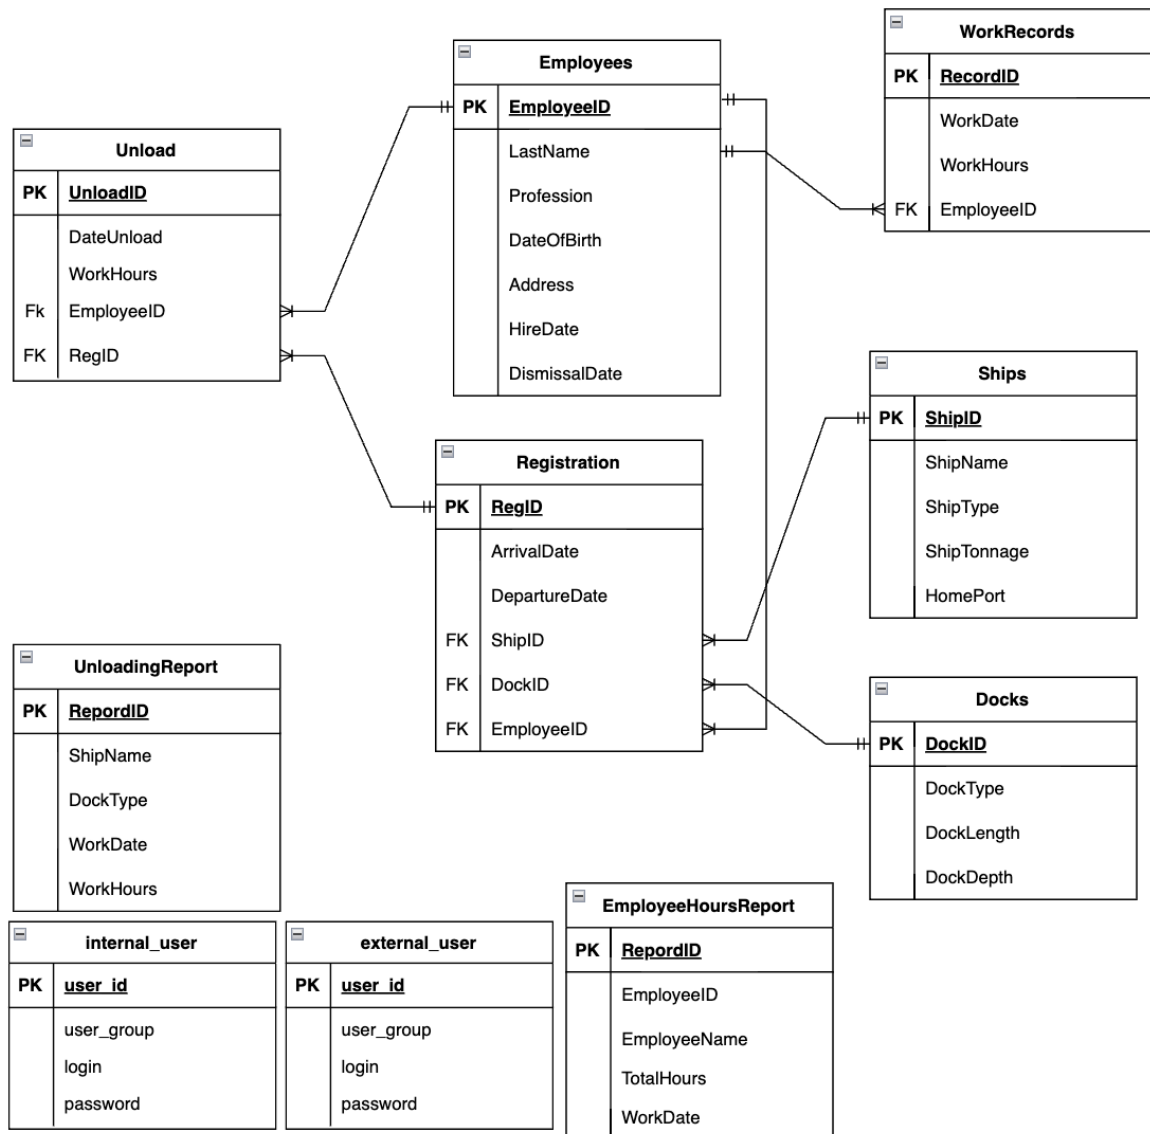 Employees
PK EmployeeID
LastName
Profession
DateOfBirth
Address
HireDate
DismissalDate
WorkRecords
PK RecordID
WorkDate
WorkHours
FK EmployeeID
Unload
PK UnloadID
DateUnload
WorkHours
Fk EmployeeID
FK RegID
Registration
PK RegID
ArrivalDate
DepartureDate
FK ShipID
FK DockID
FK EmployeeID
Ships
PK ShipID
ShipName
ShipType
ShipTonnage
HomePort
UnloadingReport
PK RepordID
ShipName
DockType
WorkDate
WorkHours
Docks
PK DockID
DockType
DockLength
DockDepth
internal_user
PK user_id
user_group
login
password
external_user
PK user_id
user_group
login
password
EmployeeHoursReport
PK RepordID
EmployeeID
EmployeeName
TotalHours
WorkDate